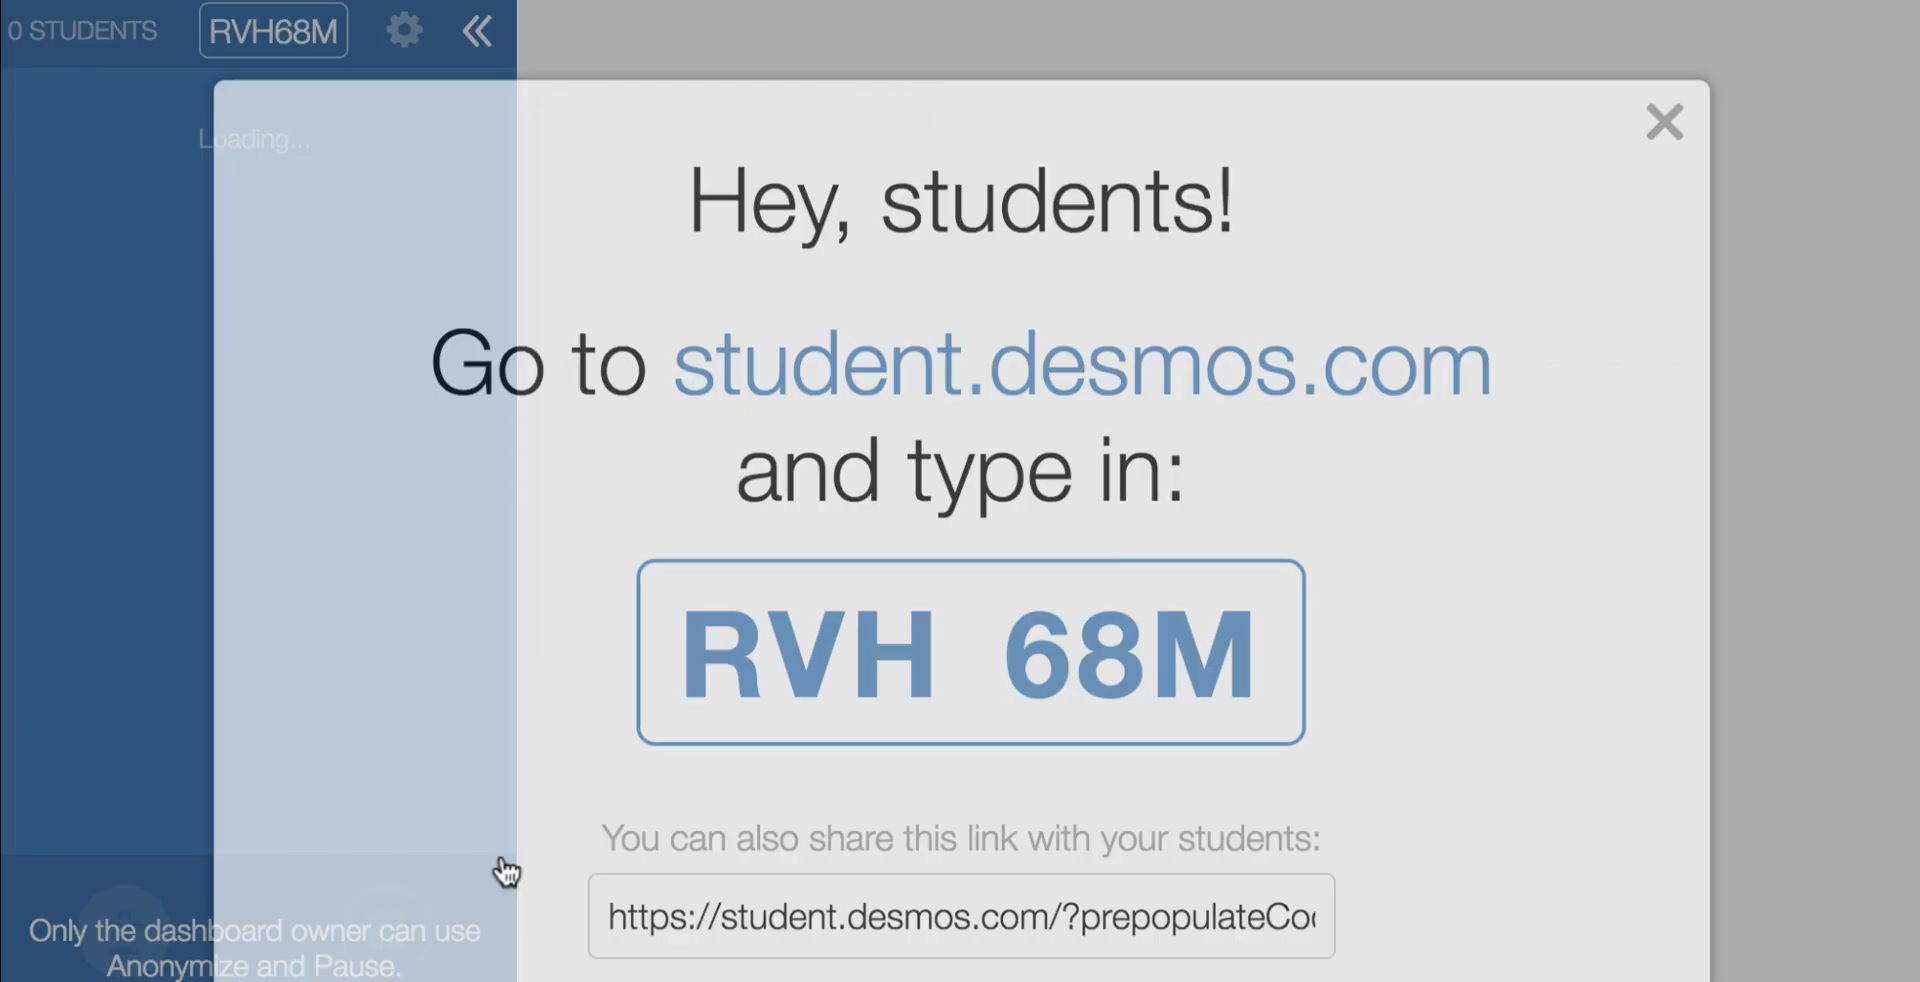 0 STUDENTS RVH68M
Loading...
Hey, students!
Go to student.desmos.com
and type in:
RVH 68M
You can also share this link with your students:
https://student.desmos.com/?prepopulateCo
Only the dashboard owner can use
Anonymize and Pause.